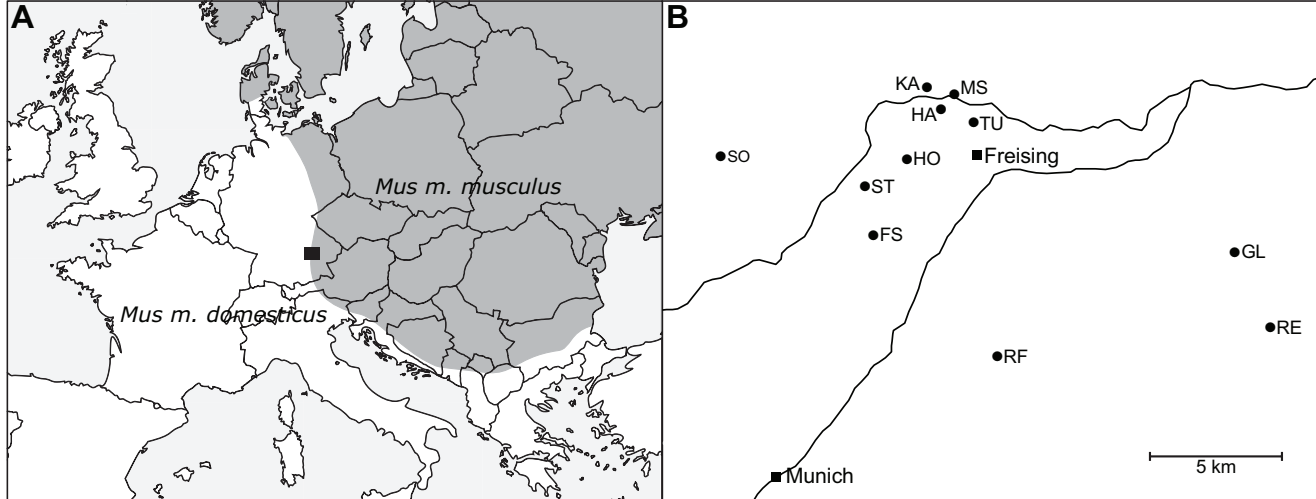 A
Mus m. musculus
Mus m. domesticus
B
KA
MS
HA
TU
SO
HO
Freising
ST
FS
GL
RE
RF
5 km
Munich